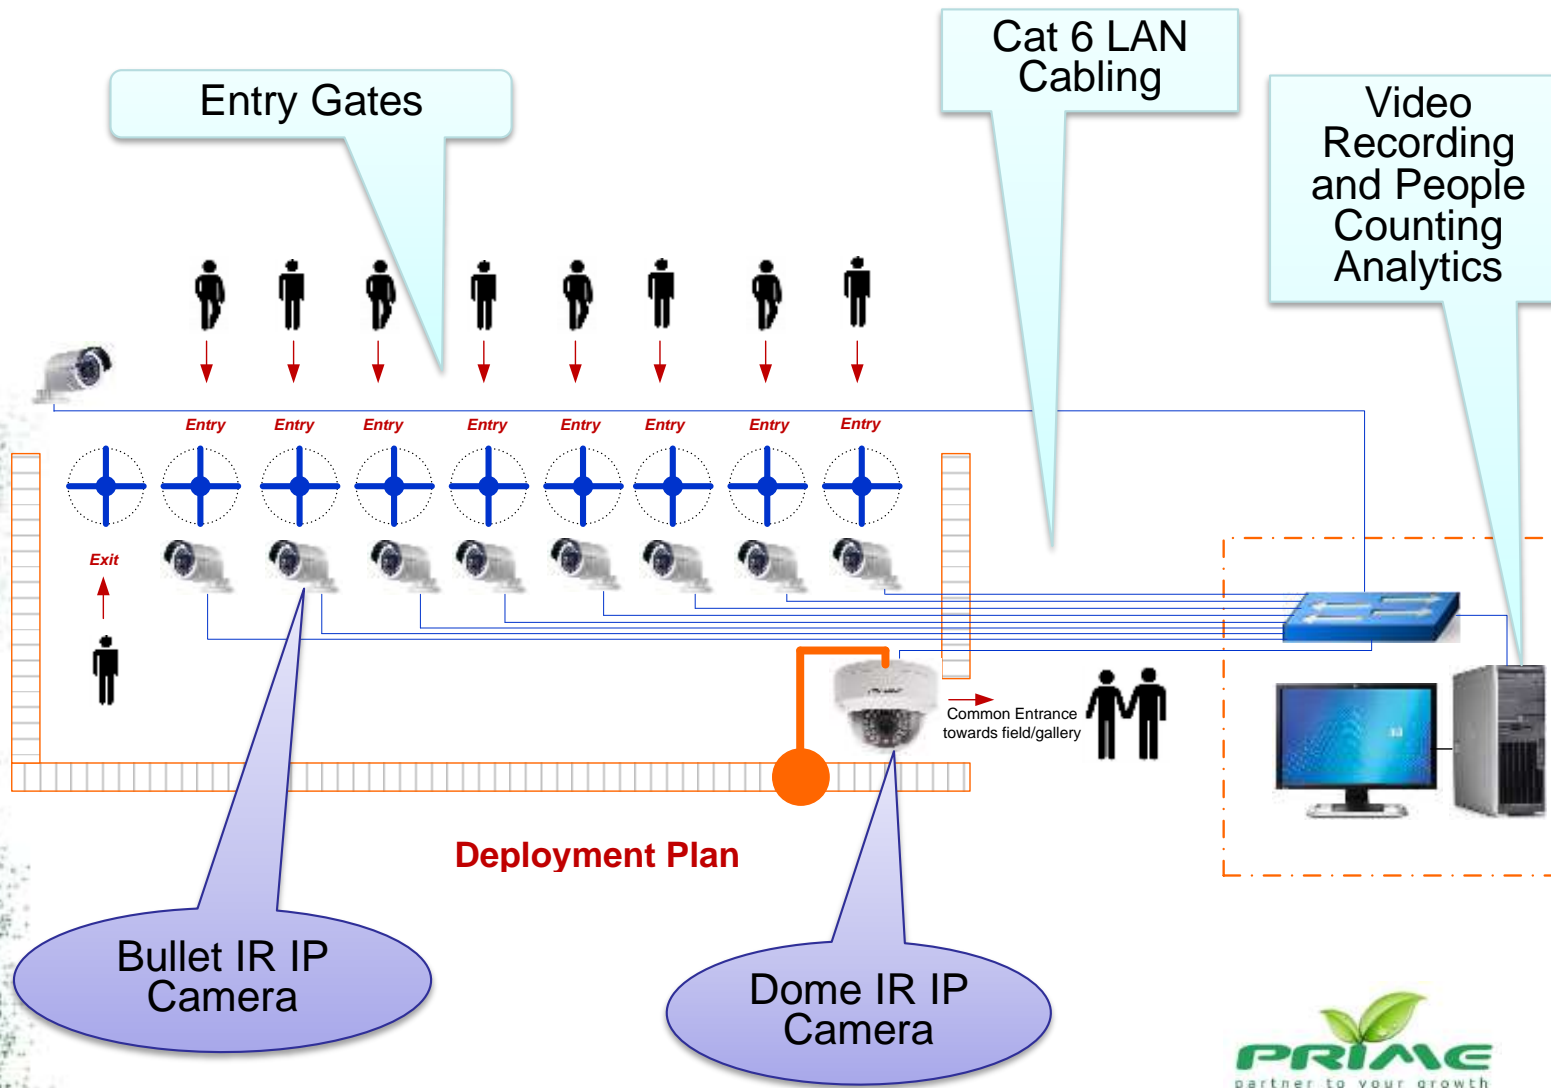 Cat 6 LAN
Cabling
Entry Gates
Video
Recording
and People
Counting
Analytics
Entry
Entry
Entry
Entry
Entry
Entry
Entry
Entry
Exit
Common Entrance
towards field/gallery
Deployment Plan
Bullet IR IP
Camera
Dome IR IP
Camera
PRIME
partner to your growth